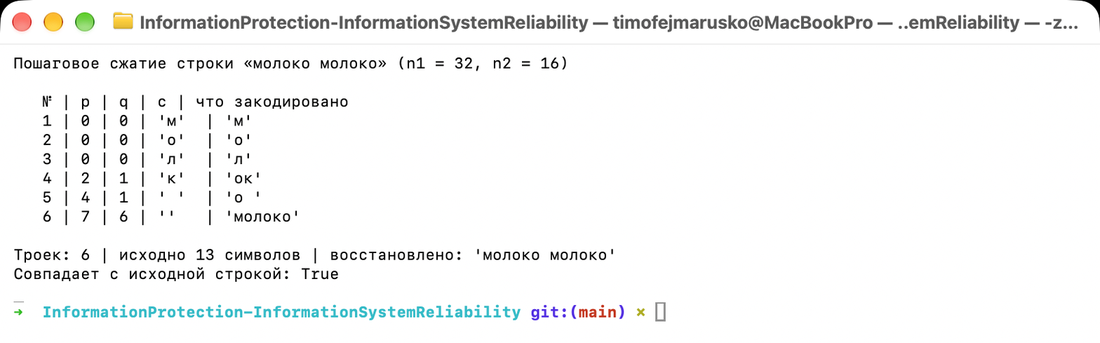 InformationProtection-InformationSystemReliability — timofejmarusko@MacBookPro — ..emReliability — -z...
Пошаговое сжатие строки «молоко молоко» (n1 = 32, n2 = 16)
№ | p | q | c | что закодировано
1 | 0 | 0 | 'м'  | 'м'
2 | 0 | 0 | 'о'  | 'о'
3 | 0 | 0 | 'л'  | 'л'
4 | 2 | 1 | 'к'  | 'ок'
5 | 4 | 1 | ' '  | 'о '
6 | 7 | 6 | ''   | 'молоко'
Троек: 6 | исходно 13 символов | восстановлено: 'молоко молоко'
Совпадает с исходной строкой: True
➜  InformationProtection-InformationSystemReliability git:(main) ✗